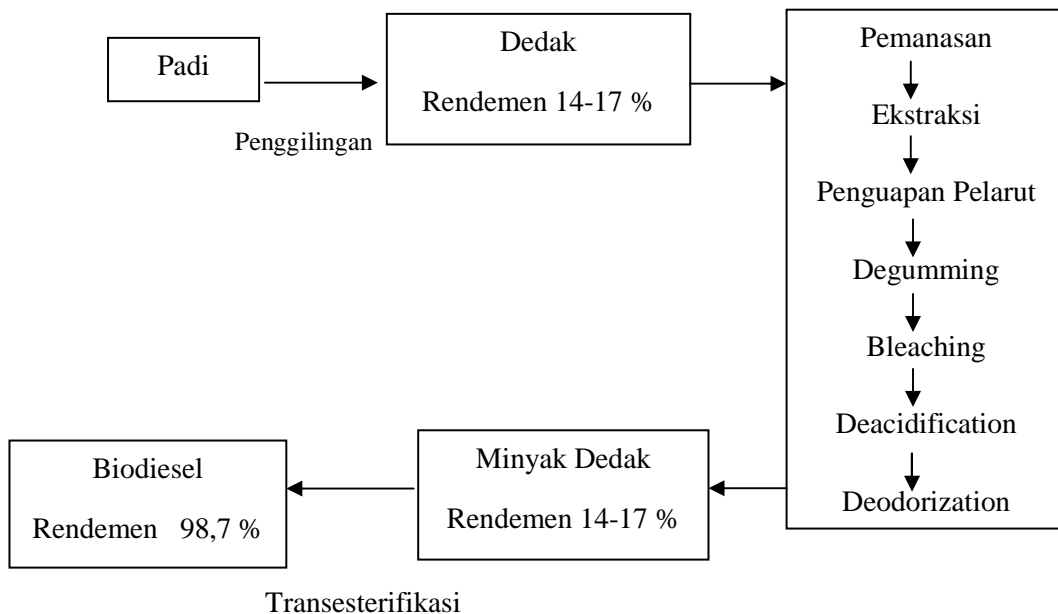 Padi
Penggilingan
Dedak
Rendemen 14-17 %
Pemanasan
Ekstraksi
Penguapan Pelarut
Degumming
Bleaching
Deacidification
Deodorization
Minyak Dedak
Rendemen 14-17 %
Transesterifikasi
Biodiesel
Rendemen 98,7 %